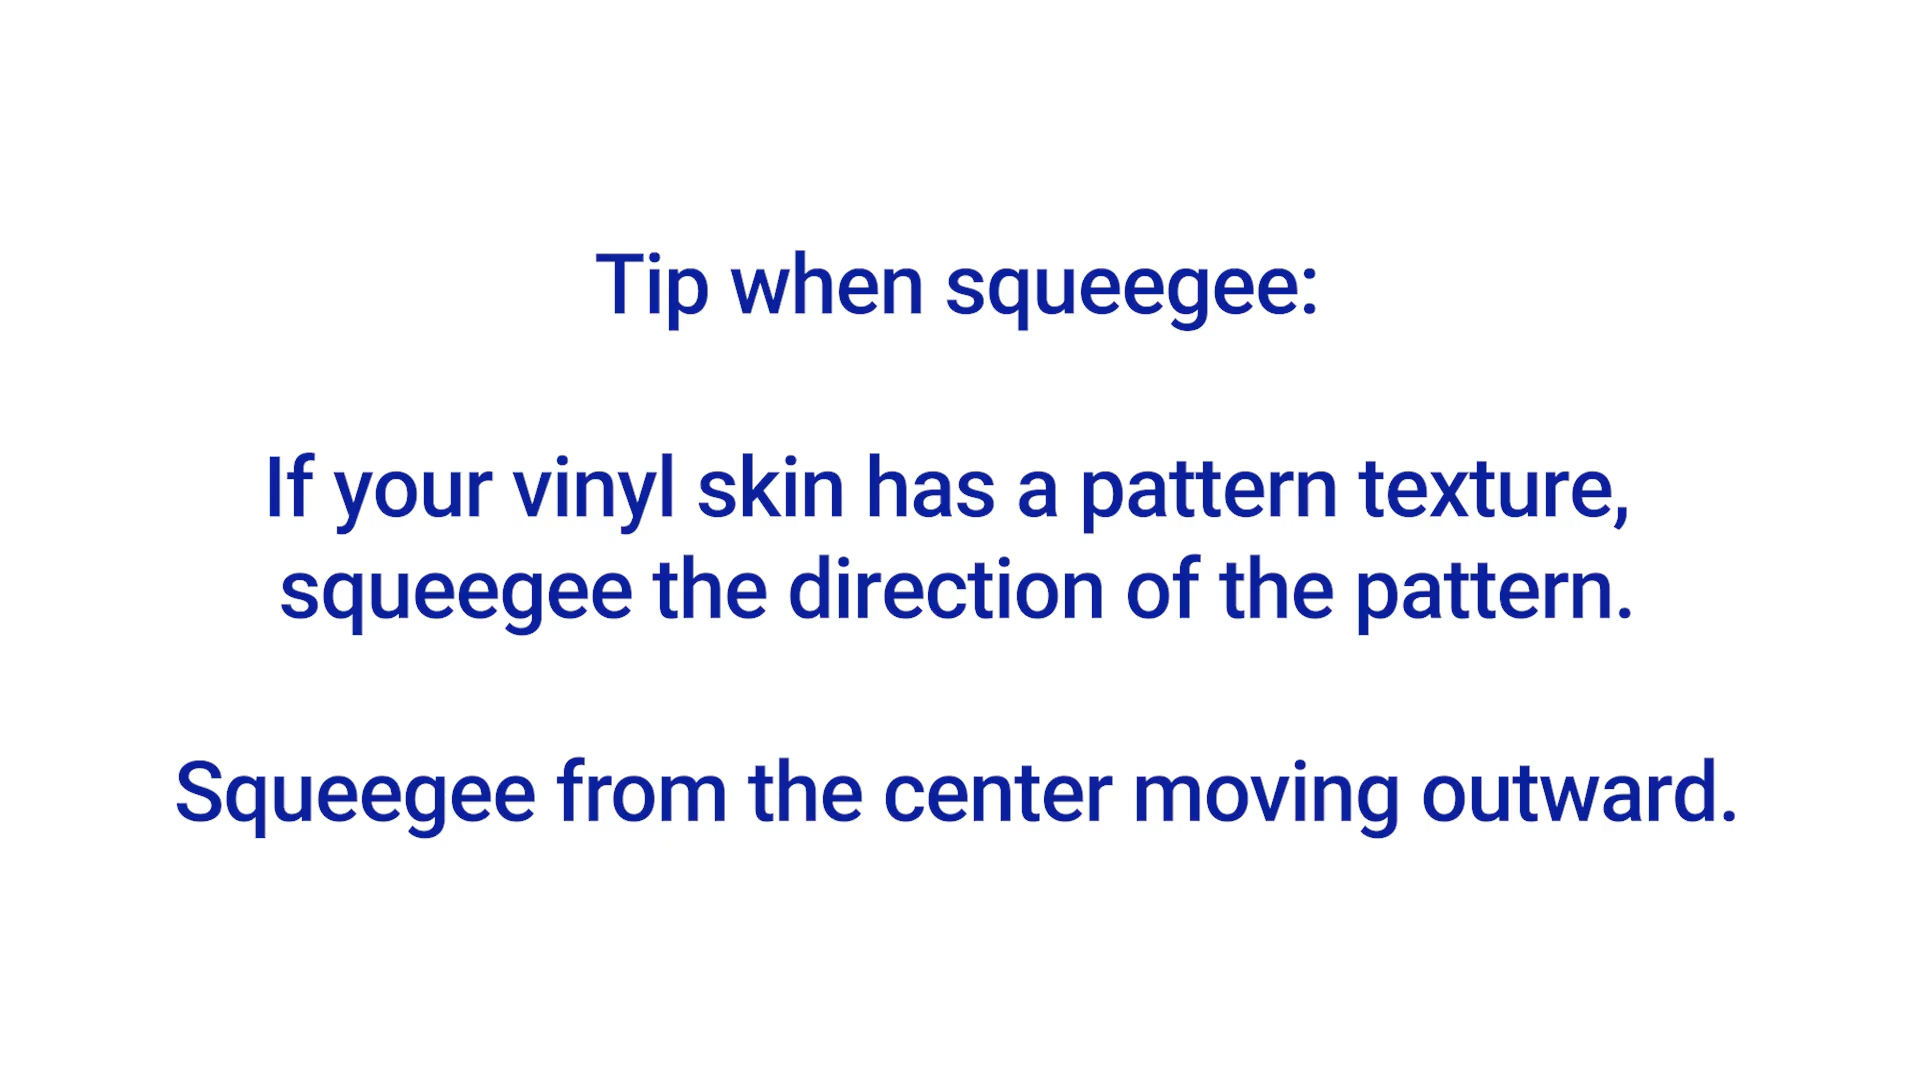 Tip when squeegee:
If your vinyl skin has a pattern texture,
squeegee the direction of the pattern.
Squeegee from the center moving outward.